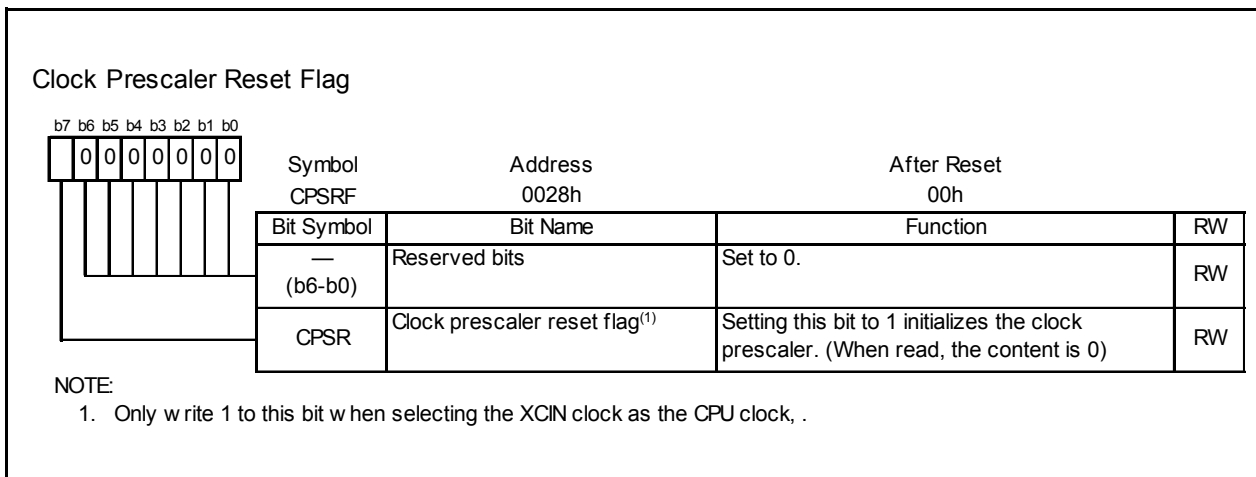 Clock Prescaler Reset Flag
b7 b6 b5 b4 b3 b2 b1 b0
0 0 0 0 0 0 0
Symbol Address After Reset
CPSRF 0028h 00h
Bit Symbol Bit Name Function RW
— Reserved bits Set to 0. RW
(b6-b0)
CPSR Clock prescaler reset flag(1) Setting this bit to 1 initializes the clock RW
prescaler. (When read, the content is 0)
NOTE:
1. Only w rite 1 to this bit w hen selecting the XCIN clock as the CPU clock, .